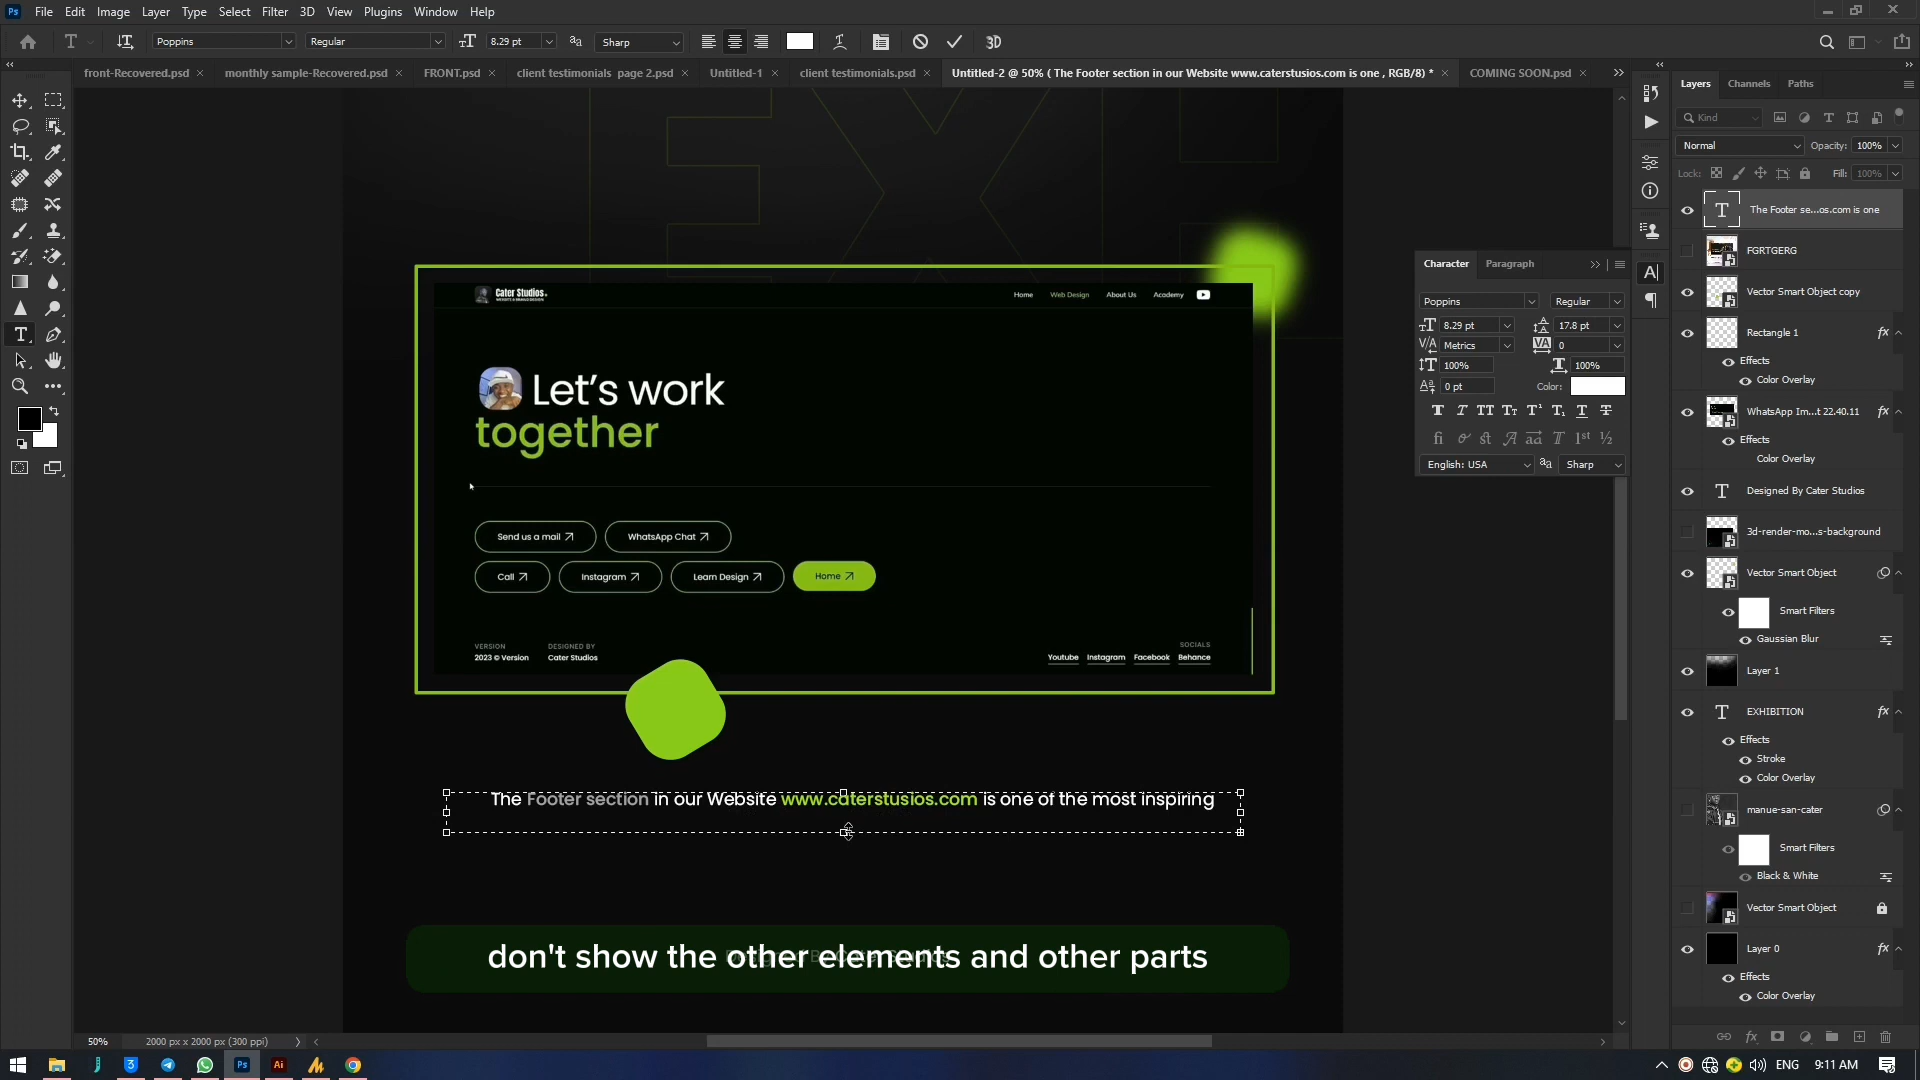 Ps File Edit Image Layer Type Select Filter 3D View Plugins Window Help
T Poppins Regular 8.29 pt Sharp 3D
front-Recovered.psd × monthly sample-Recovered.psd × FRONT.psd × client testimonials page 2.psd × Untitled-1 × client testimonials.psd × Untitled-2 @ 50% ( The Footer section in our Website www.caterstusios.com is one , RGB/8) * × COMING SOON.psd ×
Layers Channels Paths
Kind
Normal Opacity: 100%
Lock: Fill: 100%
The Footer se...os.com is one
FGRTGERG
Vector Smart Object copy
Rectangle 1 fx
Effects
Color Overlay
WhatsApp Im...t 22.40.11 fx
Effects
Color Overlay
Designed By Cater Studios
3d-render-mo...s-background
Vector Smart Object
Smart Filters
Gaussian Blur
Layer 1
EXHIBITION fx
Effects
Stroke
Color Overlay
manue-san-cater
Smart Filters
Black & White
Vector Smart Object
Layer 0 fx
Effects
Color Overlay
Character Paragraph
Poppins Regular
8.29 pt 17.8 pt
Metrics 0
100% 100%
0 pt Color:
English: USA Sharp
EX
Cater Studios
Home Web Design About Us Academy
Let's work
together
Send us a mail WhatsApp Chat
Call Instagram Learn Design Home
VERSION DESIGNED BY SOCIALS
2023 © Version Cater Studios Youtube Instagram Facebook Behance
The Footer section in our Website www.caterstusios.com is one of the most inspiring
don't show the other elements and other parts
50% 2000 px x 2000 px (300 ppi)
ENG 9:11 AM